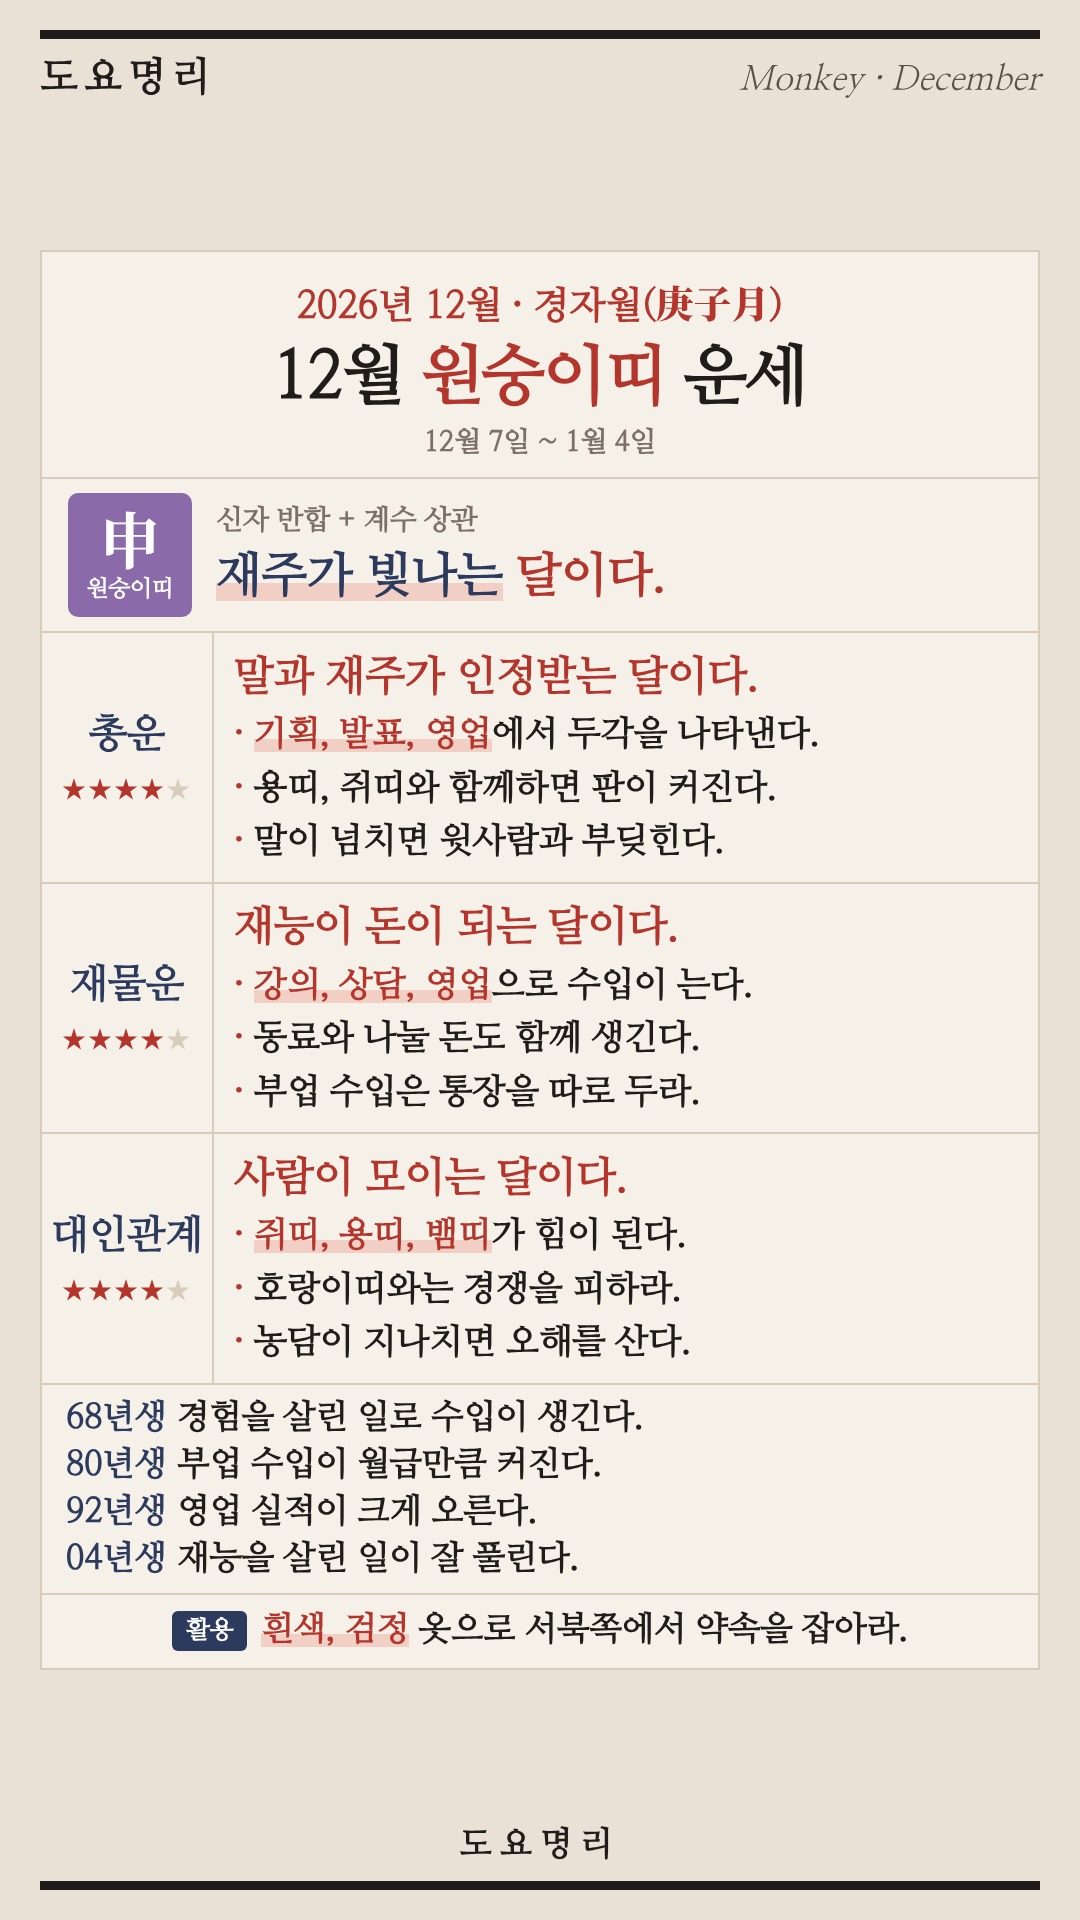 도요명리
Monkey · December
2026년 12월 · 경자월(庚子月)
12월 원숭이띠 운세
12월 7일 ~ 1월 4일
申
원숭이띠
신자 반합 + 계수 상관
재주가 빛나는 달이다.
총운
★★★★★
말과 재주가 인정받는 달이다.
· 기획, 발표, 영업에서 두각을 나타낸다.
· 용띠, 쥐띠와 함께하면 판이 커진다.
· 말이 넘치면 윗사람과 부딪힌다.
재물운
★★★★★
재능이 돈이 되는 달이다.
· 강의, 상담, 영업으로 수입이 는다.
· 동료와 나눌 돈도 함께 생긴다.
· 부업 수입은 통장을 따로 두라.
대인관계
★★★★★
사람이 모이는 달이다.
· 쥐띠, 용띠, 뱀띠가 힘이 된다.
· 호랑이띠와는 경쟁을 피하라.
· 농담이 지나치면 오해를 산다.
68년생 경험을 살린 일로 수입이 생긴다.
80년생 부업 수입이 월급만큼 커진다.
92년생 영업 실적이 크게 오른다.
04년생 재능을 살린 일이 잘 풀린다.
활용 흰색, 검정 옷으로 서북쪽에서 약속을 잡아라.
도요명리